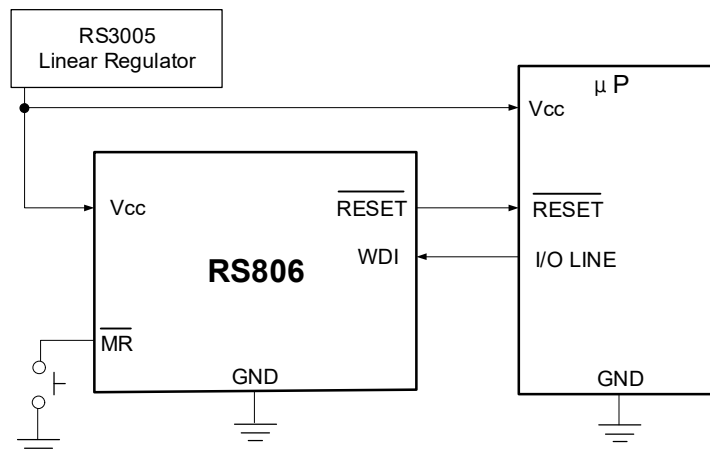 RS3005
Linear Regulator
μ P
Vcc
Vcc
RESET
RESET
WDI
I/O LINE
RS806
MR
GND
GND